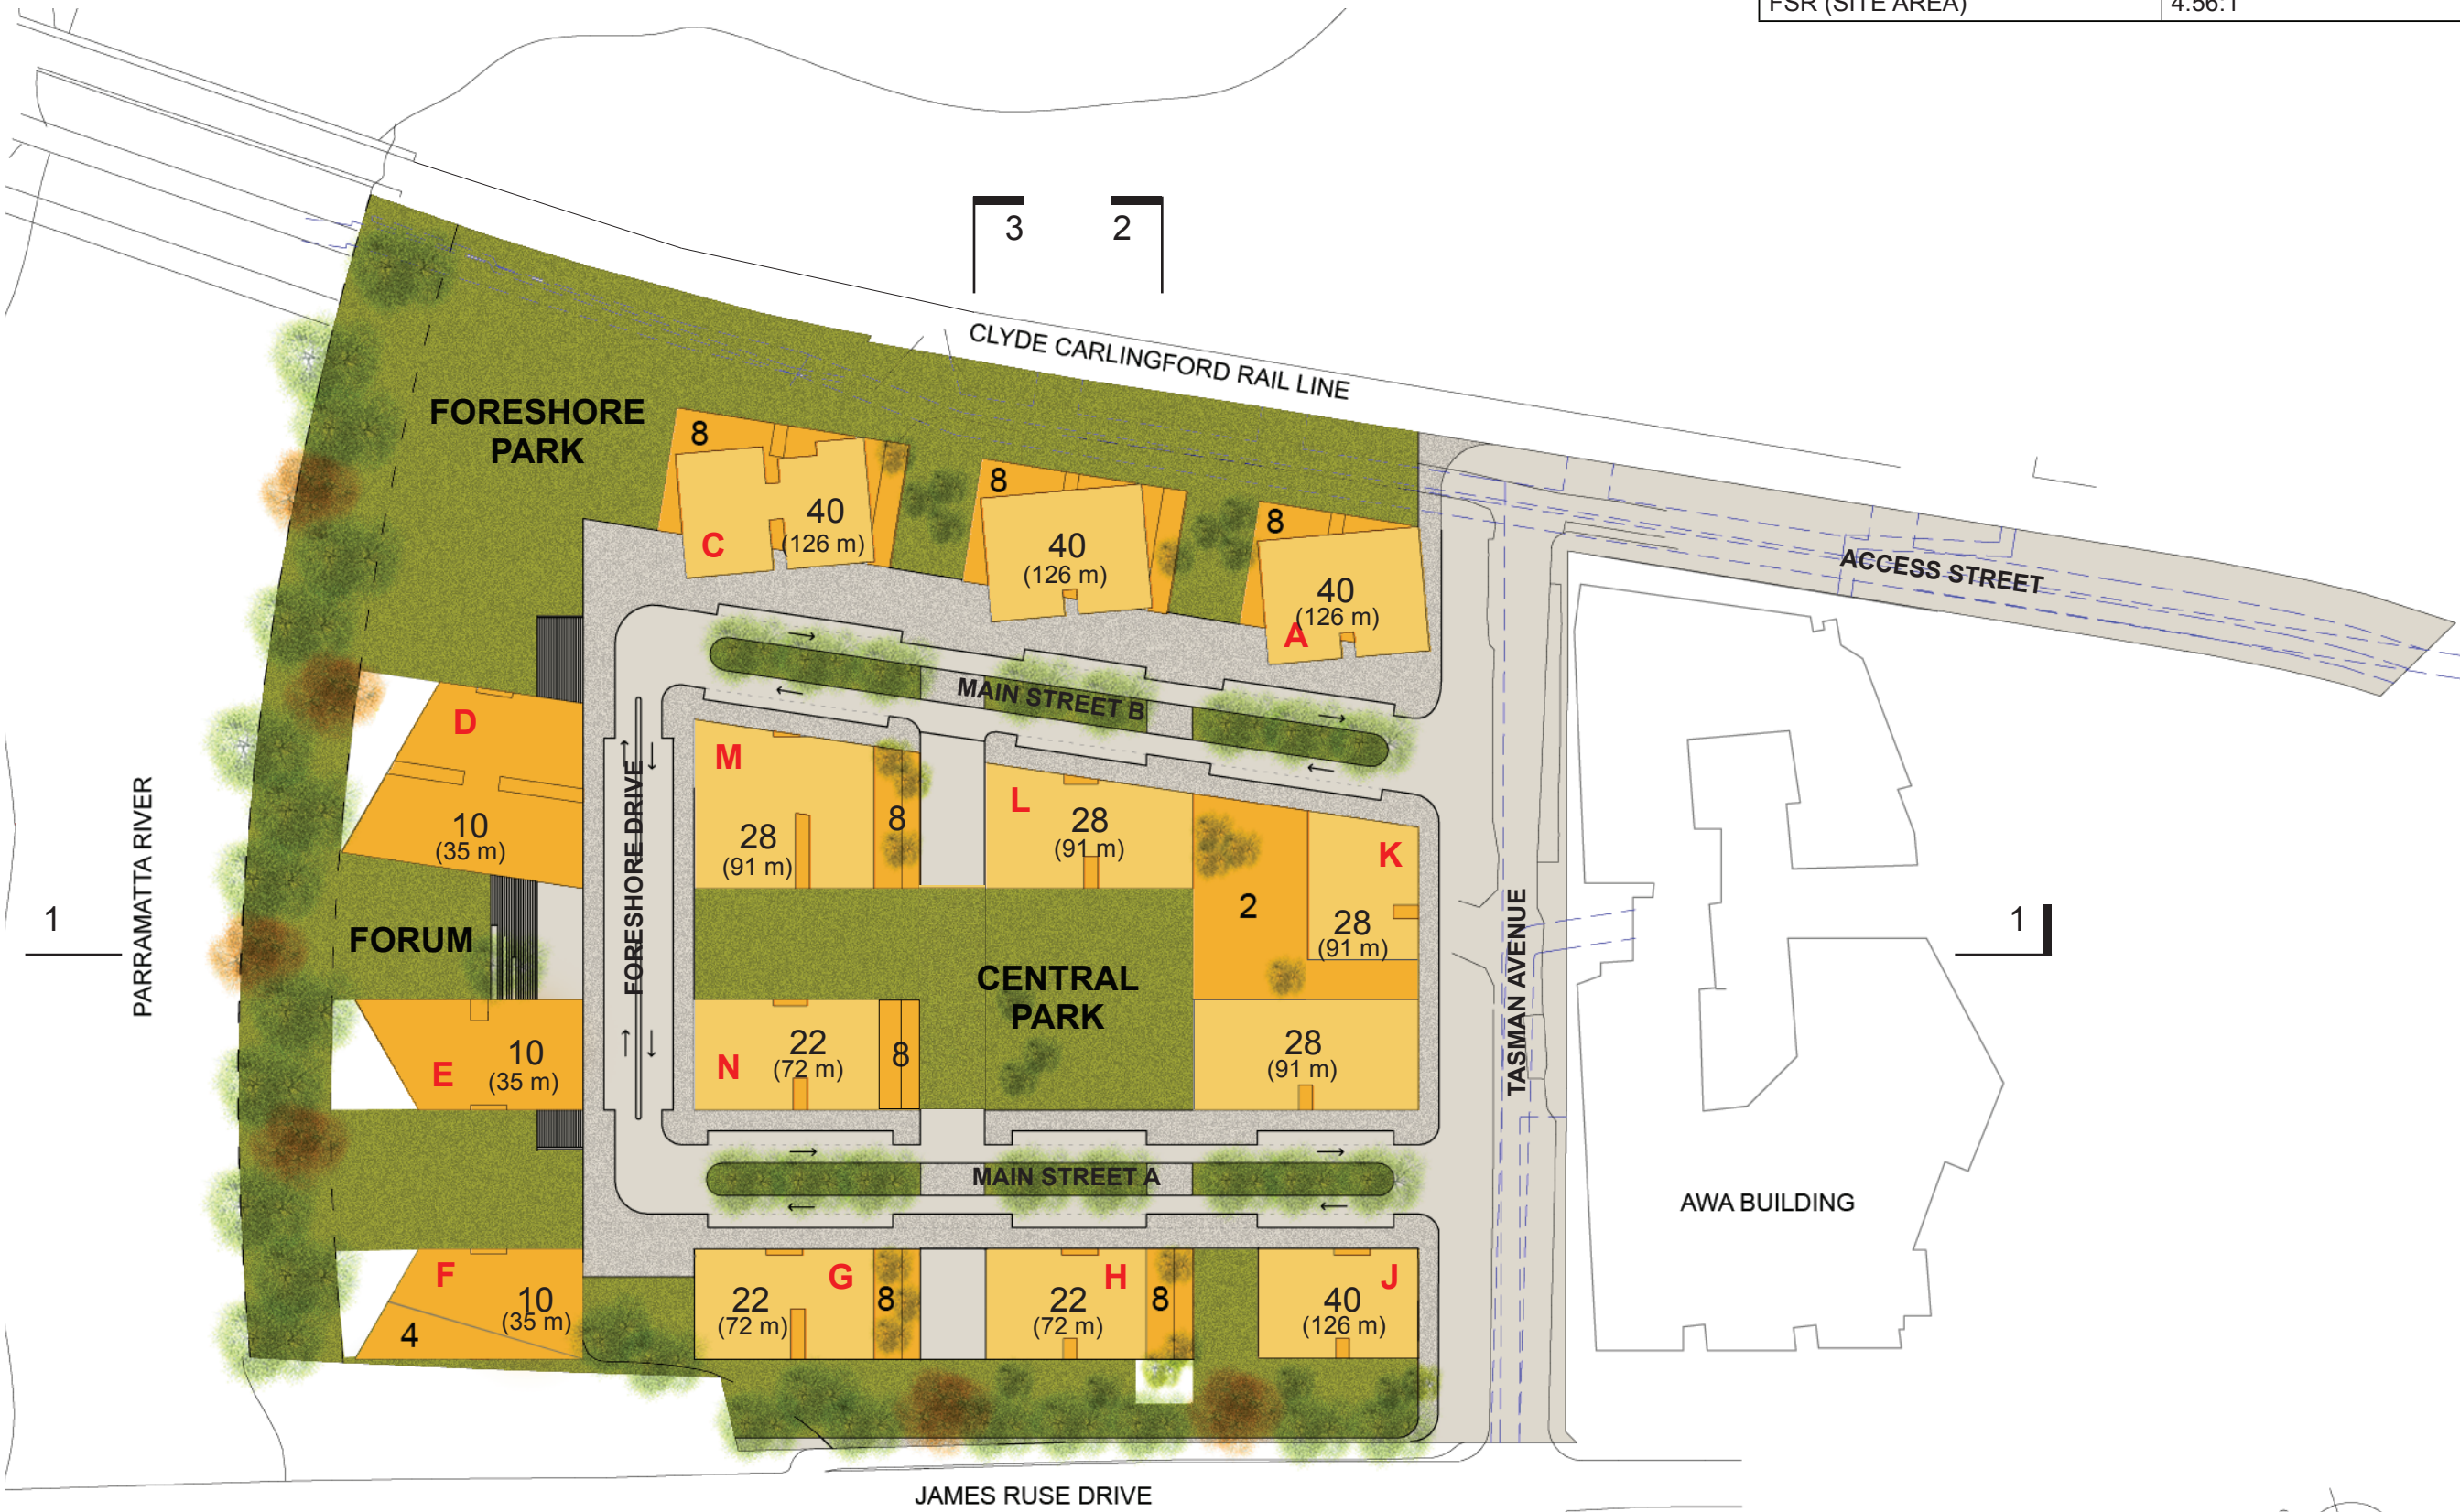 FSR (SITE AREA) 4.56:1
3 2
CLYDE CARLINGFORD RAIL LINE
FORESHORE
PARK
8
40
(126 m)
C
8
40
(126 m)
8
40
(126 m)
A
ACCESS STREET
MAIN STREET B
D
10
(35 m)
FORESHORE DRIVE
M
28
(91 m)
8
L
28
(91 m)
K
2
28
(91 m)
TASMAN AVENUE
1
PARRAMATTA RIVER
FORUM
1
CENTRAL
PARK
E
10
(35 m)
N
22
(72 m)
8
28
(91 m)
MAIN STREET A
AWA BUILDING
F
10
(35 m)
4
G
22
(72 m)
8
H
22
(72 m)
8
J
40
(126 m)
JAMES RUSE DRIVE